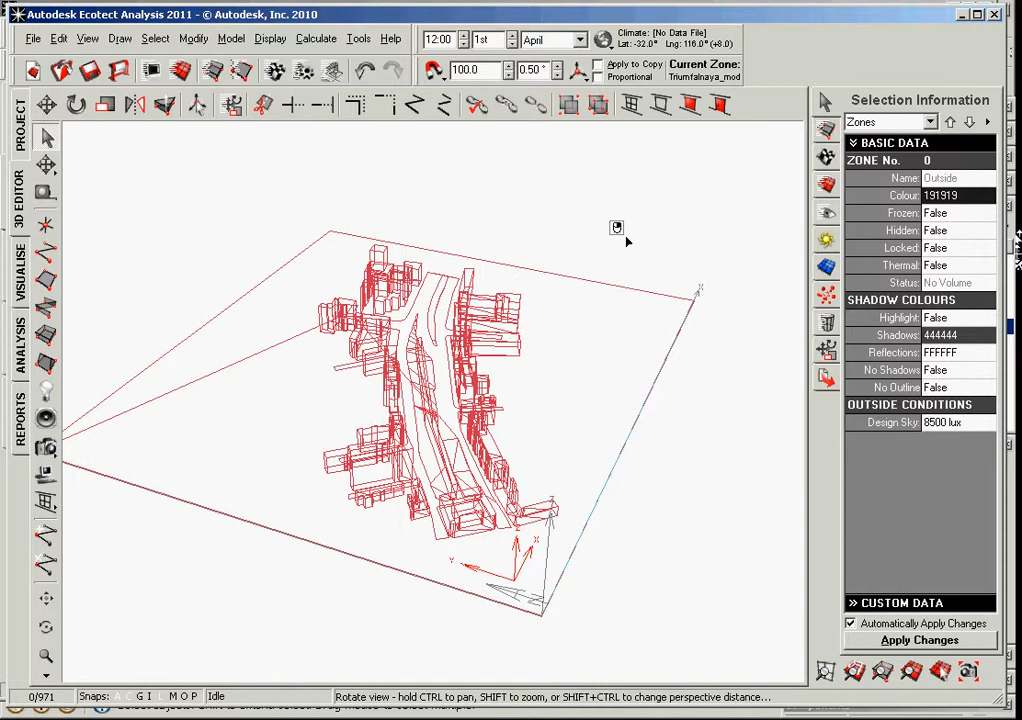 Autodesk Ecotect Analysis 2011 - © Autodesk, Inc. 2010
File Edit View Draw Select Modify Model Display Calculate Tools Help
12:00 1st April
Climate: [No Data File]
Lat: -32.0° Lng: 116.0° (+8.0)
100.0 0.50 °
Apply to Copy
Proportional
Current Zone:
Triumfalnaya_mod
PROJECT
3D EDITOR
VISUALISE
ANALYSIS
REPORTS
X
Z
Z
X
Y
N
Selection Information
Zones
BASIC DATA
ZONE No. 0
Name: Outside
Colour: 191919
Frozen: False
Hidden: False
Locked: False
Thermal: False
Status: No Volume
SHADOW COLOURS
Highlight: False
Shadows: 444444
Reflections: FFFFFF
No Shadows False
No Outline False
OUTSIDE CONDITIONS
Design Sky: 8500 lux
CUSTOM DATA
Automatically Apply Changes
Apply Changes
0/971 Snaps: A C G I L M O P Idle Rotate view - hold CTRL to pan, SHIFT to zoom, or SHIFT+CTRL to change perspective distance...